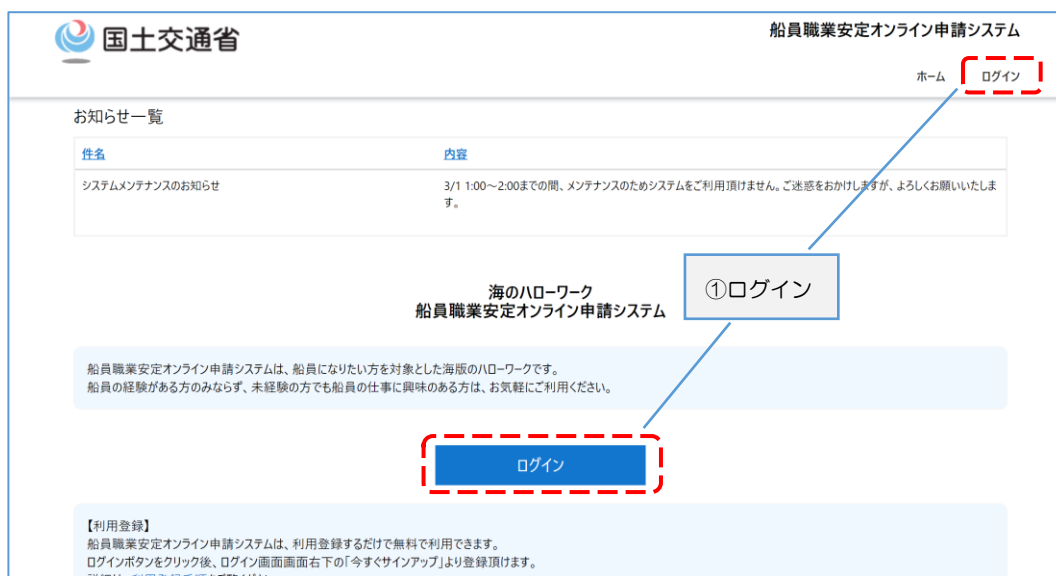 国土交通省
船員職業安定オンライン申請システム
ホーム ログイン
お知らせ一覧
件名 内容
システムメンテナンスのお知らせ 3/1 1:00～2:00までの間、メンテナンスのためシステムをご利用頂けません。ご迷惑をおかけしますが、よろしくお願いいたしま
す。
①ログイン
海のハローワーク
船員職業安定オンライン申請システム
船員職業安定オンライン申請システムは、船員になりたい方を対象とした海版のハローワークです。
船員の経験がある方のみならず、未経験の方でも船員の仕事に興味のある方は、お気軽にご利用ください。
ログイン
【利用登録】
船員職業安定オンライン申請システムは、利用登録するだけで無料で利用できます。
ログインボタンをクリック後、ログイン画面画面右下の「今すぐサインアップ」より登録頂けます。